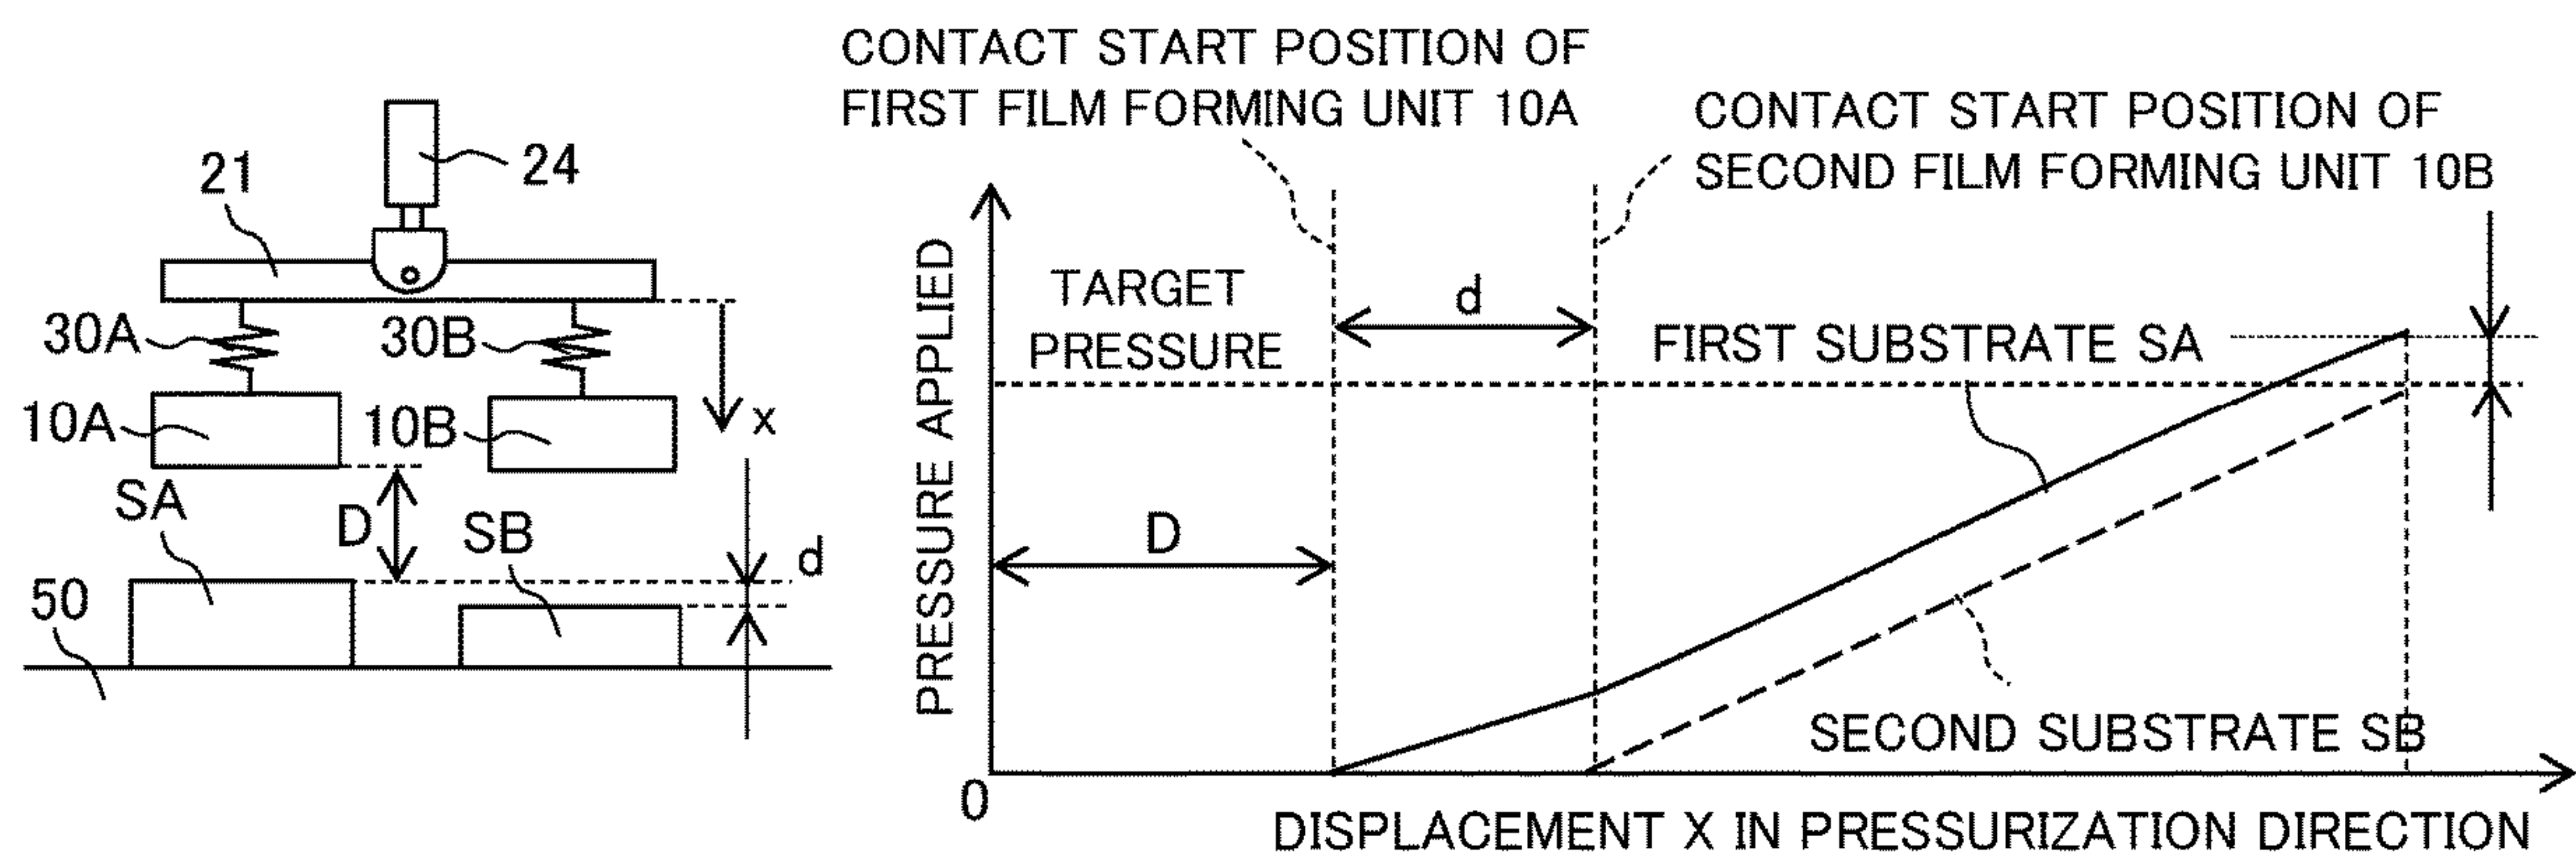 24
21
30A
30B
10A
10B
x
SA
D
SB
d
50
CONTACT START POSITION OF
FIRST FILM FORMING UNIT 10A
CONTACT START POSITION OF
SECOND FILM FORMING UNIT 10B
PRESSURE APPLIED
TARGET
PRESSURE
d
FIRST SUBSTRATE SA
D
SECOND SUBSTRATE SB
0
DISPLACEMENT X IN PRESSURIZATION DIRECTION